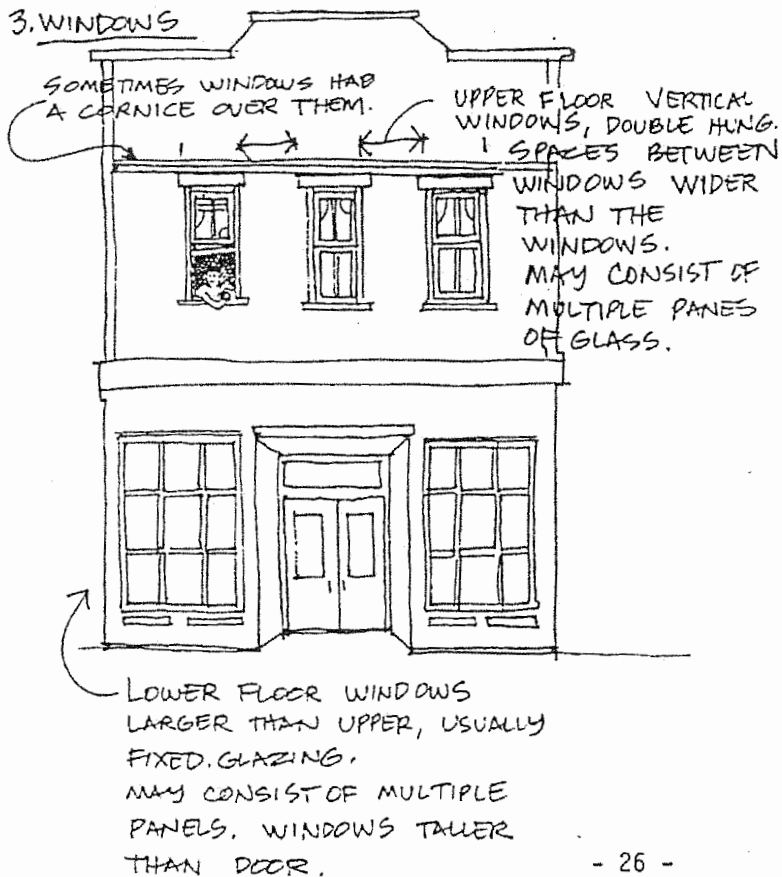 3. WINDOWS
SOMETIMES WINDOWS HAD
A CORNICE OVER THEM.
UPPER FLOOR VERTICAL
WINDOWS, DOUBLE HUNG.
SPACES BETWEEN
WINDOWS WIDER
THAN THE
WINDOWS.
MAY CONSIST OF
MULTIPLE PANES
OF GLASS.
LOWER FLOOR WINDOWS
LARGER THAN UPPER, USUALLY
FIXED. GLAZING.
MAY CONSIST OF MULTIPLE
PANELS. WINDOWS TALLER
THAN DOOR.
- 26 -